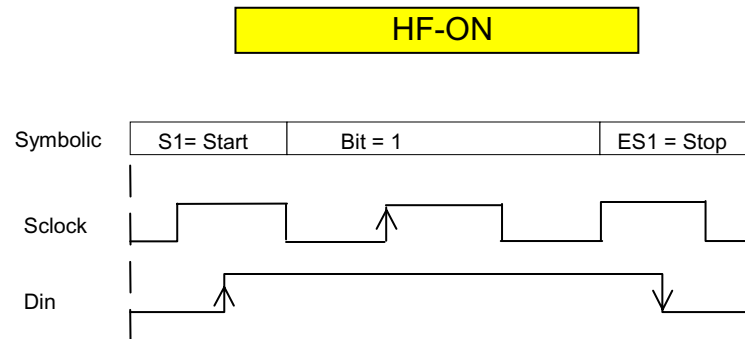 HF-ON
Symbolic S1= Start Bit = 1 ES1 = Stop
Sclock
Din